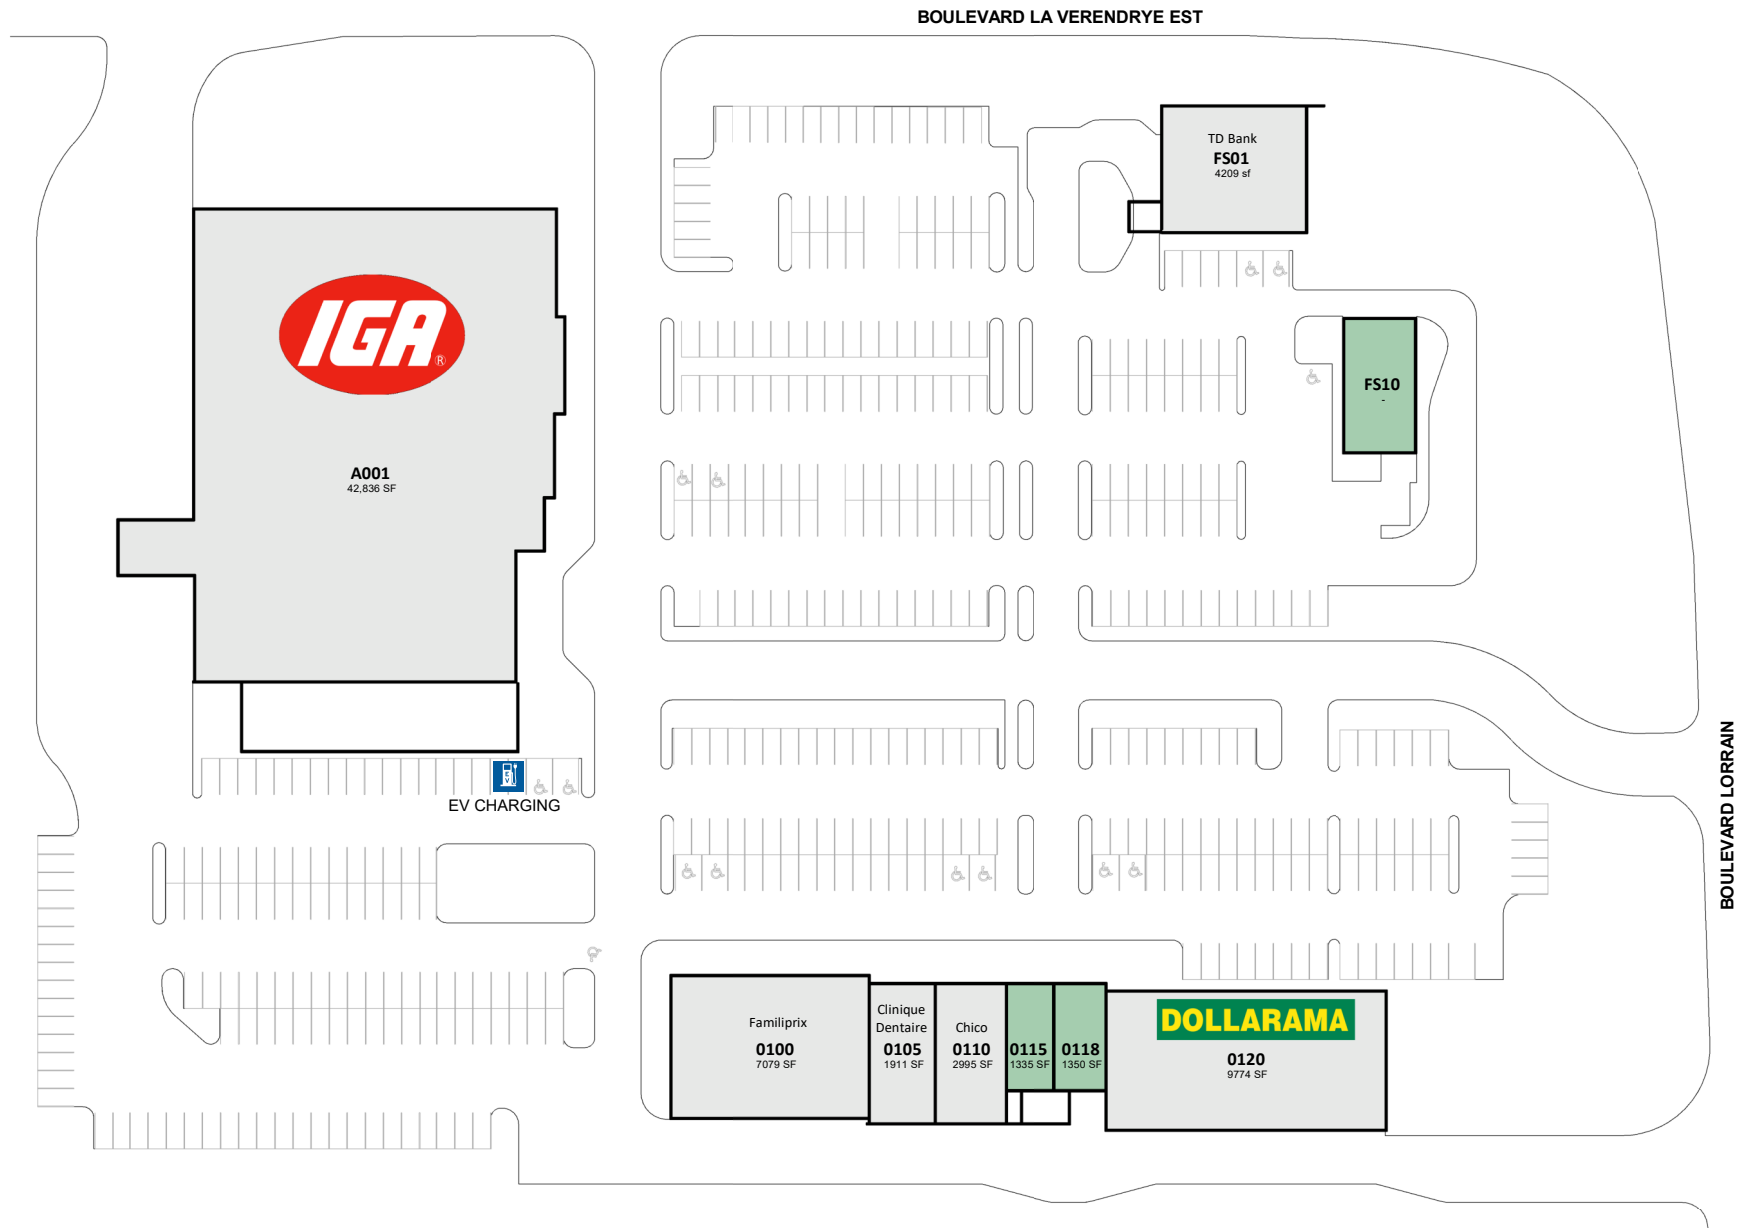 BOULEVARD LA VERENDRYE EST
TD Bank
FS01
4209 sf
IGA
®
FS10
-
A001
42,836 SF
BOULEVARD LORRAIN
EV
EV CHARGING
Familiprix
0100
7079 SF
Clinique
Dentaire
0105
1911 SF
Chico
0110
2995 SF
0115
1335 SF
0118
1350 SF
DOLLARAMA
0120
9774 SF